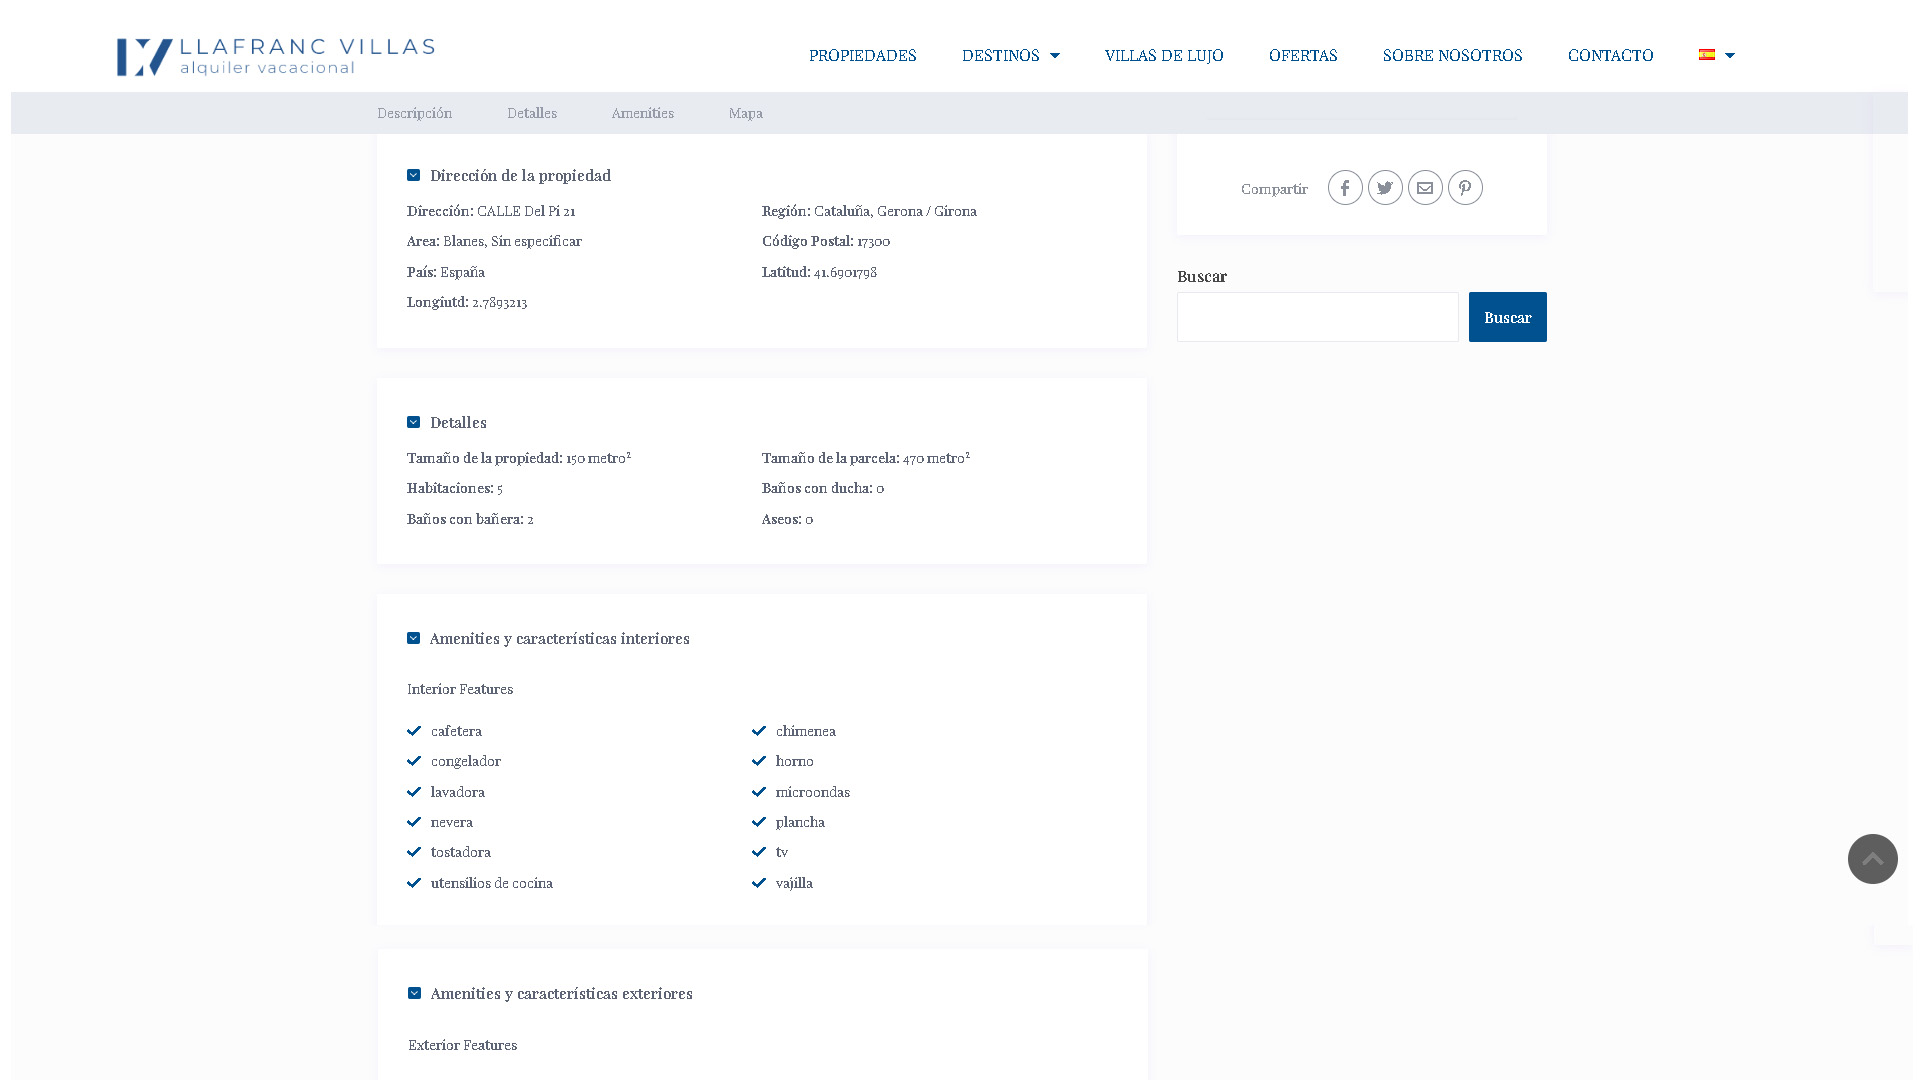 LLAFRANC VILLAS
alquiler vacacional
PROPIEDADES DESTINOS VILLAS DE LUJO OFERTAS SOBRE NOSOTROS CONTACTO
Descripción Detalles Amenities Mapa
Dirección de la propiedad
Dirección: CALLE Del Pi 21
Región: Cataluña, Gerona / Girona
Area: Blanes, Sin especificar
Código Postal: 17300
País: España
Latitud: 41.6901798
Longiutd: 2.7893213
Compartir
Buscar
Buscar
Detalles
Tamaño de la propiedad: 150 metro²
Tamaño de la parcela: 470 metro²
Habitaciones: 5
Baños con ducha: 0
Baños con bañera: 2
Aseos: 0
Amenities y características interiores
Interior Features
cafetera
chimenea
congelador
horno
lavadora
microondas
nevera
plancha
tostadora
tv
utensilios de cocina
vajilla
Amenities y características exteriores
Exterior Features